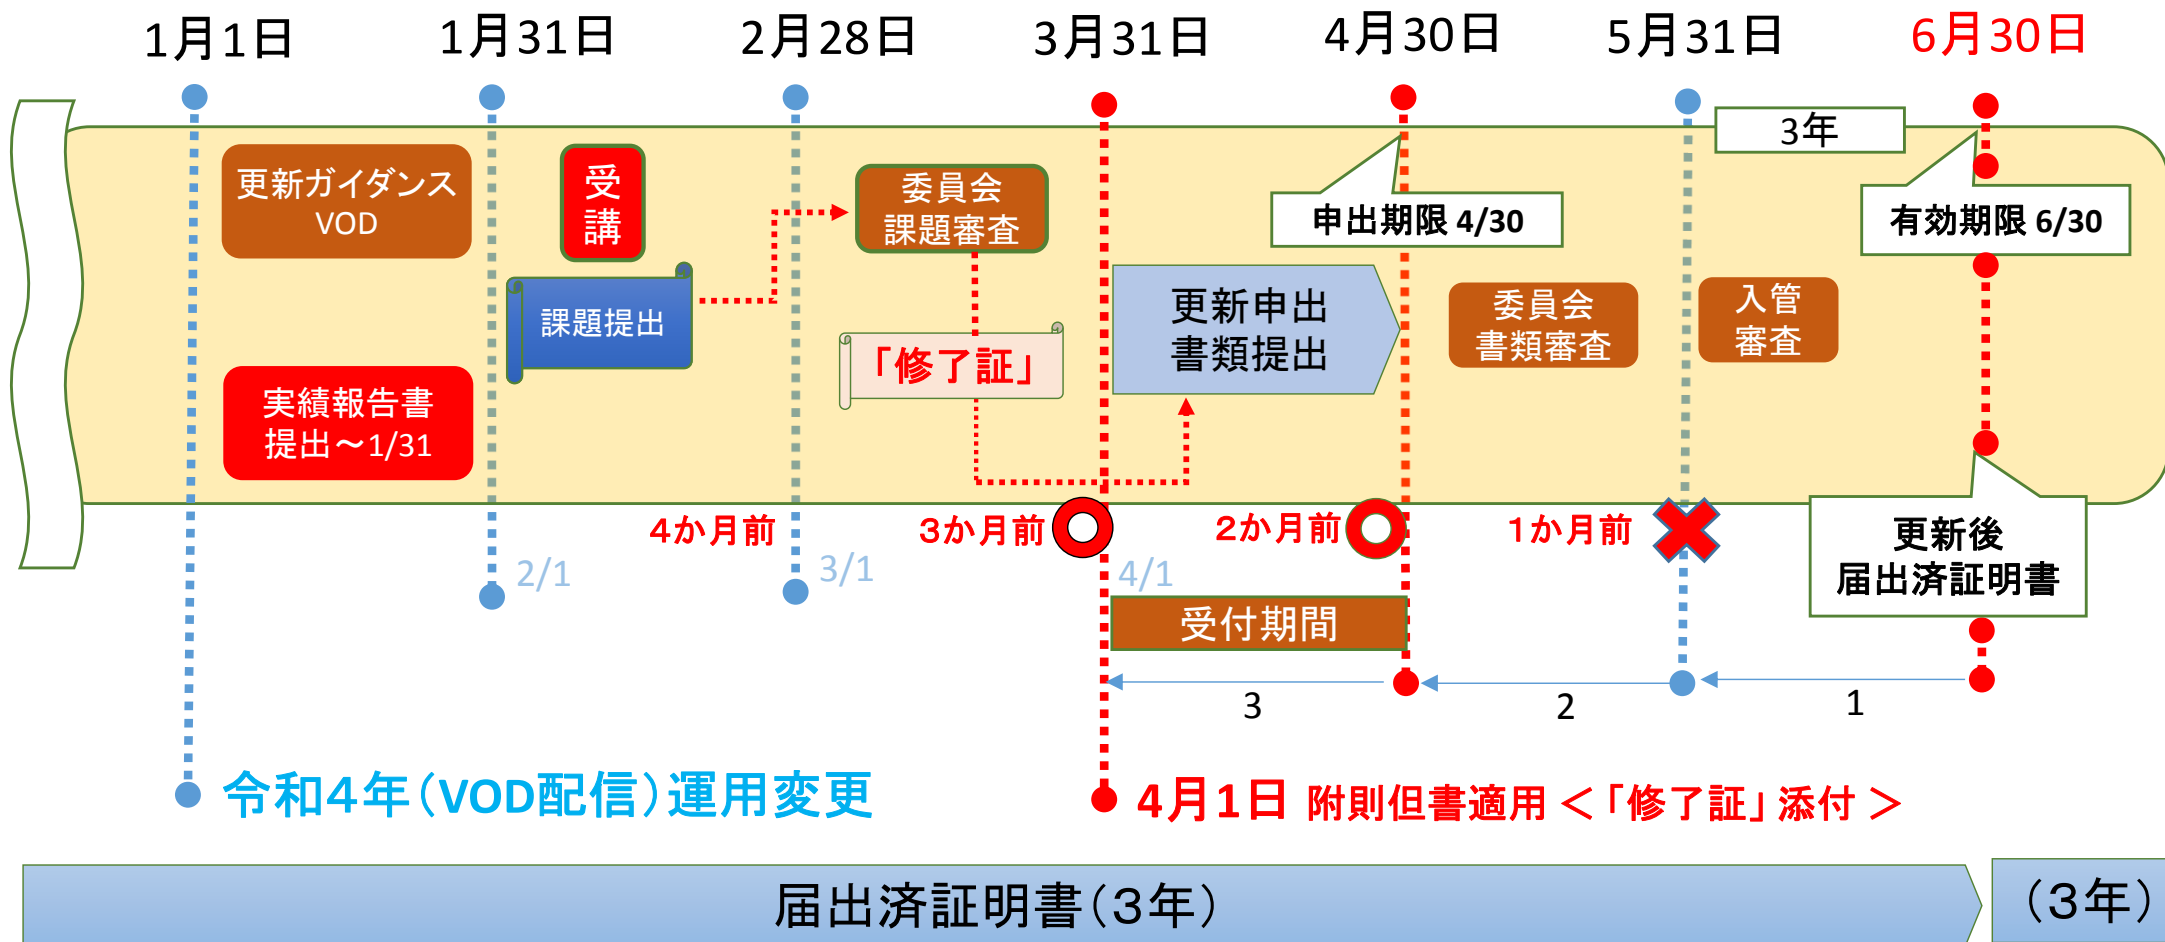 1月1日
1月31日
2月28日
3月31日
4月30日
5月31日
6月30日
3年
更新ガイダンス
VOD
受
講
委員会
課題審査
申出期限 4/30
有効期限 6/30
課題提出
「修了証」
更新申出
書類提出
委員会
書類審査
入管
審査
実績報告書
提出～1/31
4か月前
3か月前
2か月前
1か月前
更新後
届出済証明書
2/1
3/1
4/1
受付期間
3
2
1
令和4年（VOD配信）運用変更
4月1日 附則但書適用 ＜「修了証」添付 ＞
届出済証明書（3年）
（3年）